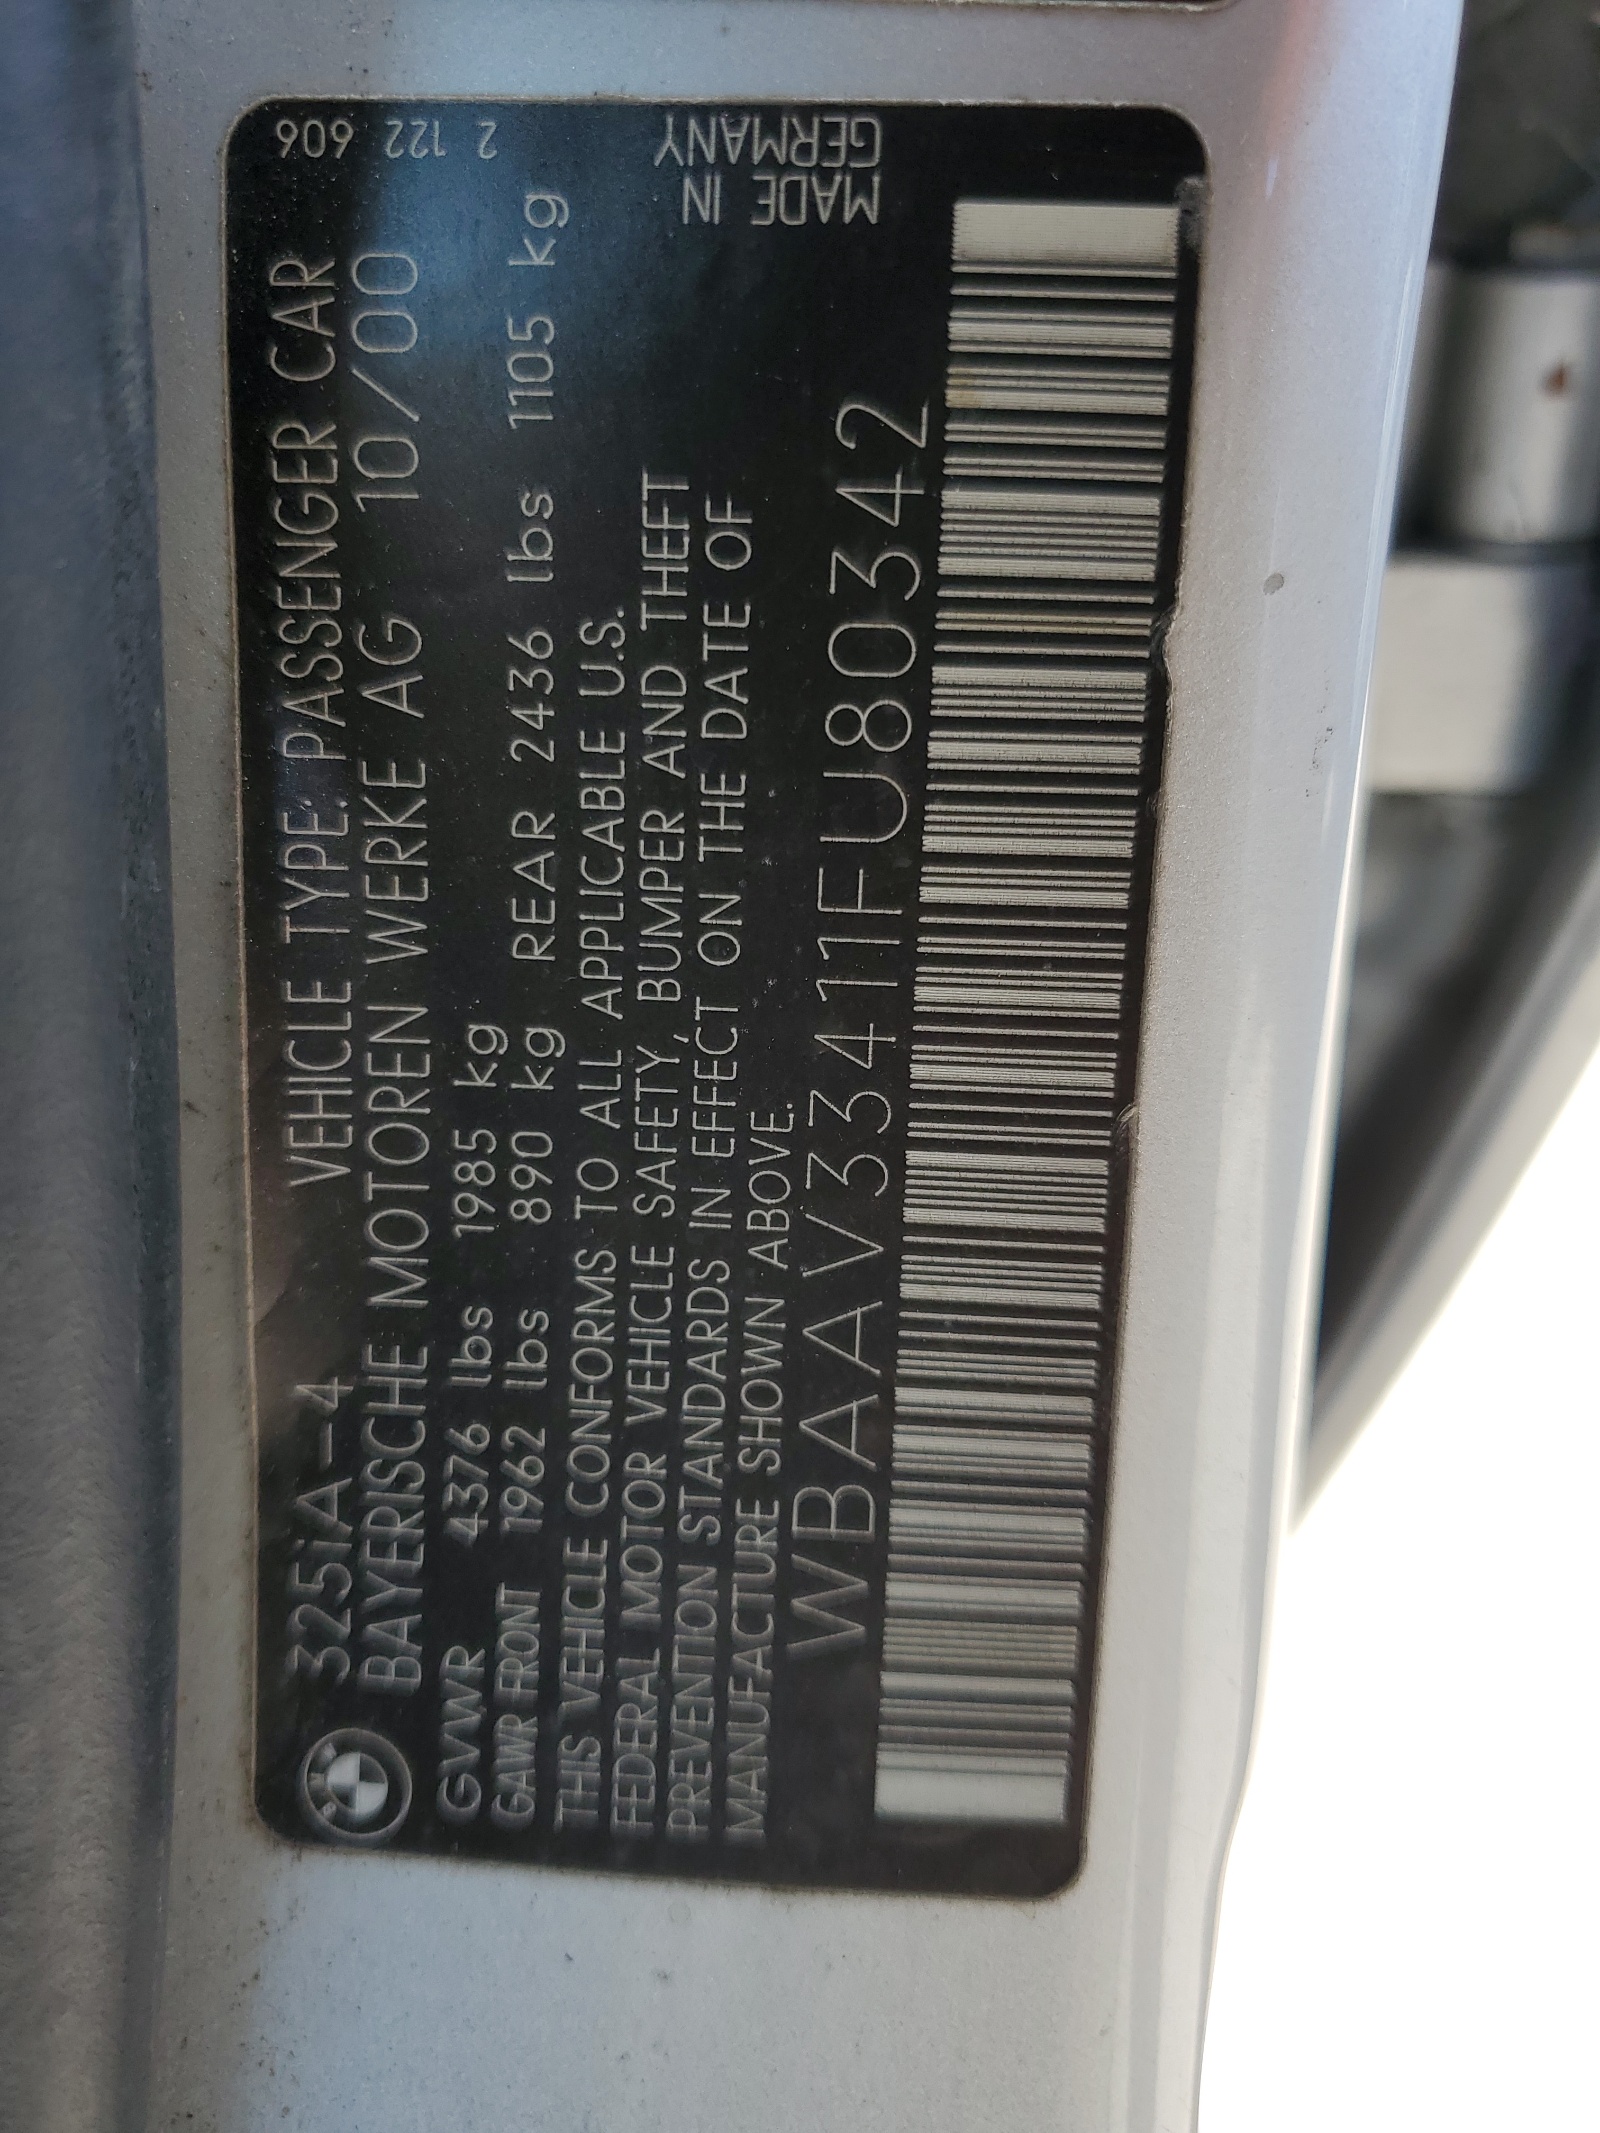 325iA-4 VEHICLE TYPE: PASSENGER CAR
BAYERISCHE MOTOREN WERKE AG 10/00
GVWR 4376 lbs 1985 kg
GAWR FRONT 1962 lbs 890 kg REAR 2436 lbs 1105 kg
THIS VEHICLE CONFORMS TO ALL APPLICABLE U.S.
FEDERAL MOTOR VEHICLE SAFETY, BUMPER AND THEFT
PREVENTION STANDARDS IN EFFECT ON THE DATE OF
MANUFACTURE SHOWN ABOVE.
WBAAV33411FU80342
2 122 606
MADE IN
GERMANY